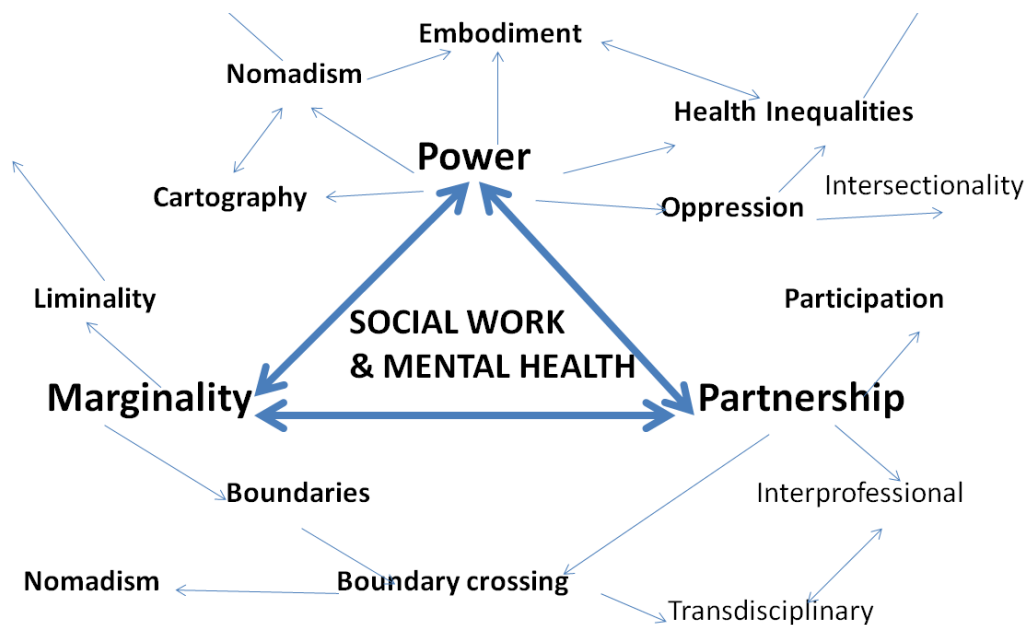 Embodiment
Nomadism
Health Inequalities
Power
Cartography
Oppression
Intersectionality
Liminality
Participation
SOCIAL WORK
& MENTAL HEALTH
Marginality
Partnership
Boundaries
Interprofessional
Nomadism
Boundary crossing
Transdisciplinary